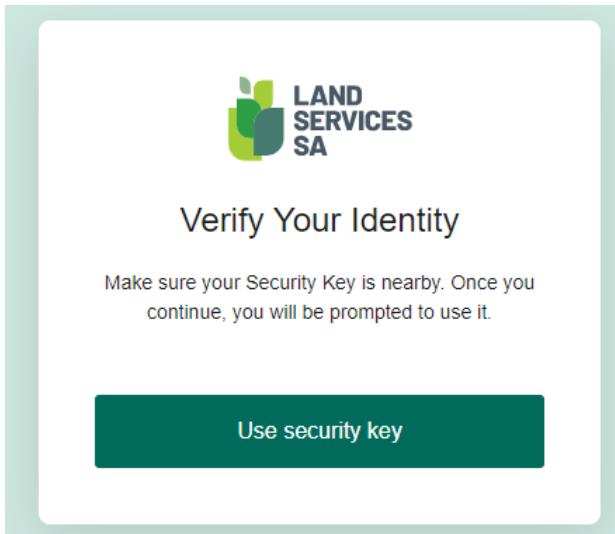 LAND
SERVICES
SA
Verify Your Identity
Make sure your Security Key is nearby. Once you
continue, you will be prompted to use it.
Use security key